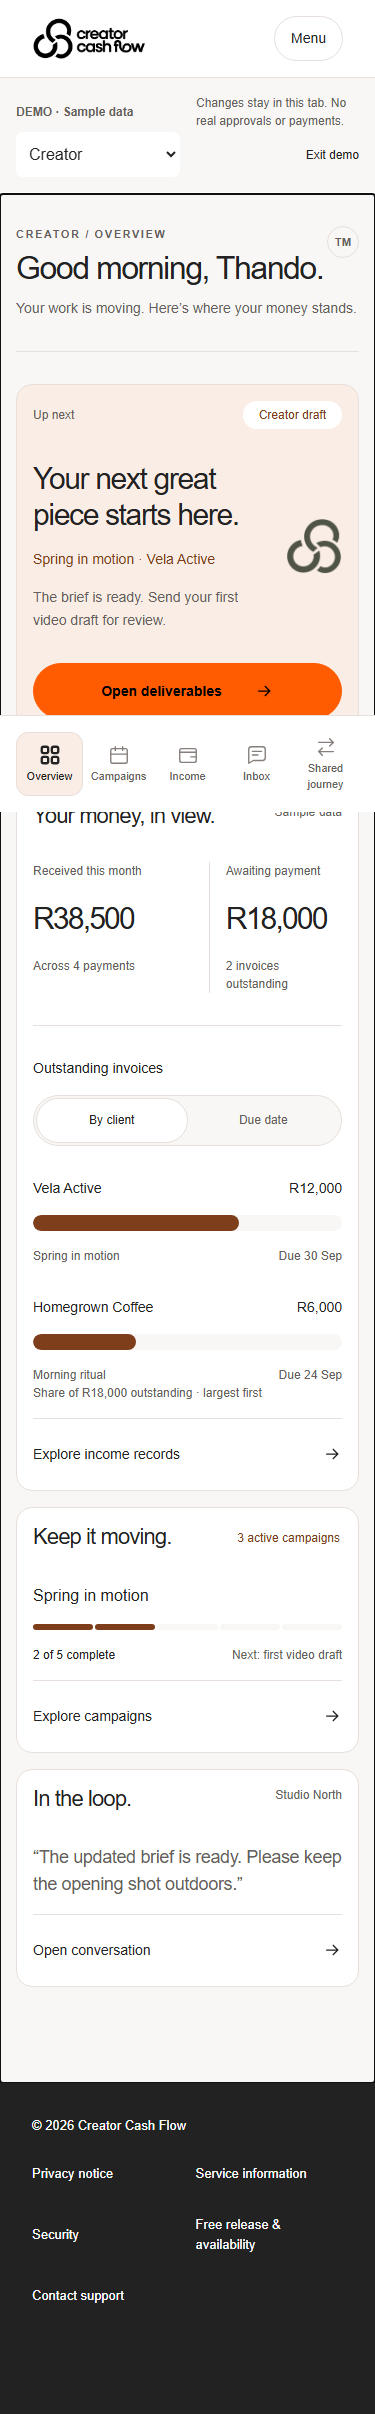 creator
cash flow
Menu
DEMO · Sample data
Changes stay in this tab. No
real approvals or payments.
Creator
Exit demo
CREATOR / OVERVIEW
TM
Good morning, Thando.
Your work is moving. Here’s where your money stands.
Up next
Creator draft
Your next great
piece starts here.
Spring in motion · Vela Active
The brief is ready. Send your first
video draft for review.
Open deliverables
Overview
Campaigns
Income
Inbox
Shared
journey
Your money, in view.
Sample data
Received this month
Awaiting payment
R38,500
R18,000
Across 4 payments
2 invoices
outstanding
Outstanding invoices
By client
Due date
Vela Active
R12,000
Spring in motion
Due 30 Sep
Homegrown Coffee
R6,000
Morning ritual
Due 24 Sep
Share of R18,000 outstanding · largest first
Explore income records
Keep it moving.
3 active campaigns
Spring in motion
2 of 5 complete
Next: first video draft
Explore campaigns
In the loop.
Studio North
“The updated brief is ready. Please keep
the opening shot outdoors.”
Open conversation
© 2026 Creator Cash Flow
Privacy notice
Service information
Security
Free release &
availability
Contact support